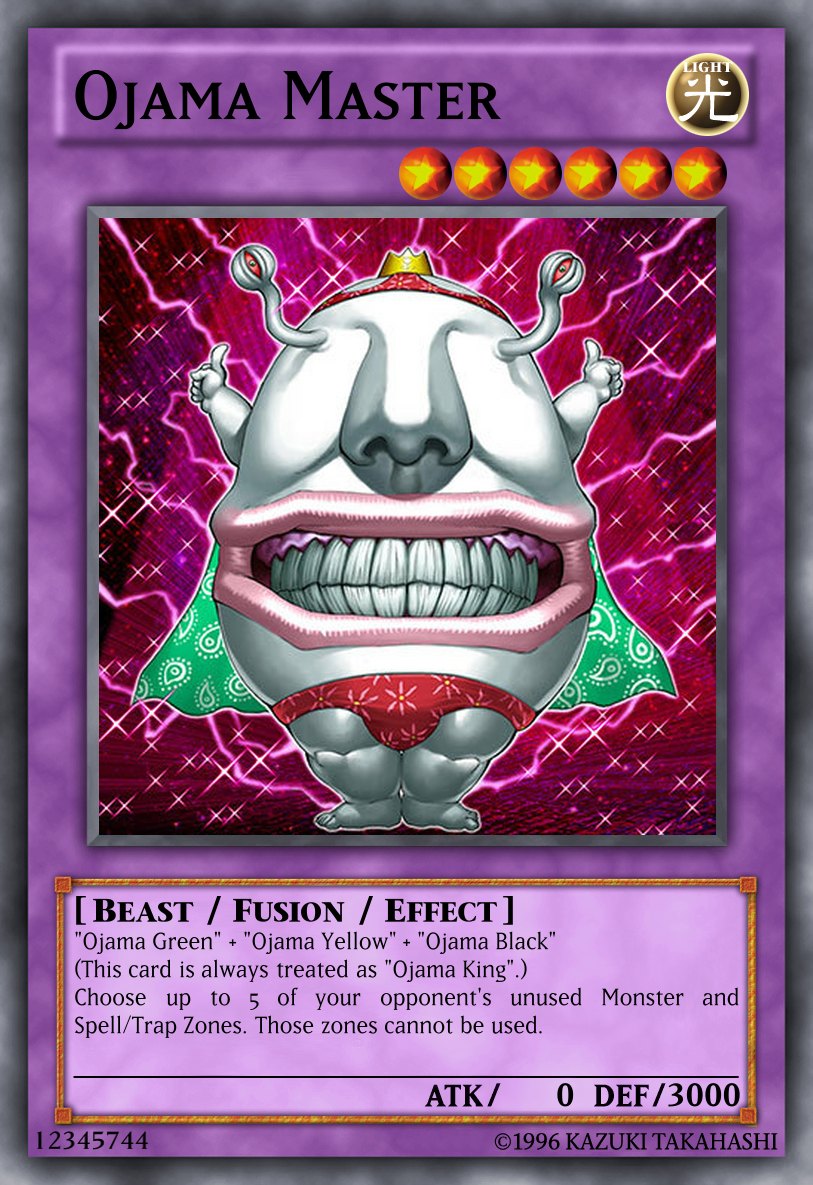 Ojama Master
LIGHT
光
[ Beast / Fusion / Effect ]
"Ojama Green" + "Ojama Yellow" + "Ojama Black"
(This card is always treated as "Ojama King".)
Choose up to 5 of your opponent's unused Monster and
Spell/Trap Zones. Those zones cannot be used.
ATK/ 0 DEF/3000
12345744 ©1996 KAZUKI TAKAHASHI